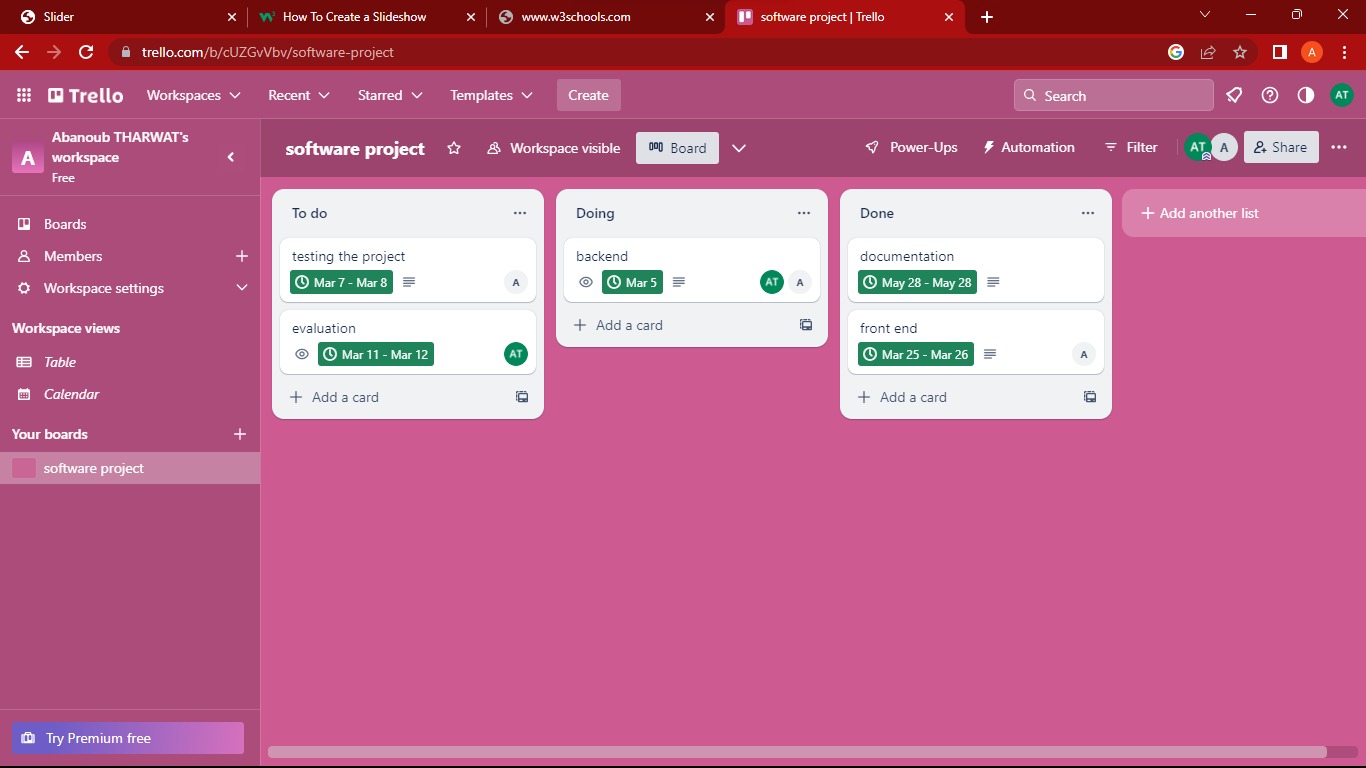 Slider
How To Create a Slideshow
www.w3schools.com
software project | Trello
trello.com/b/cUZGvVbv/software-project
A
Trello
Workspaces
Recent
Starred
Templates
Create
Search
AT
A
Abanoub THARWAT's
workspace
Free
software project
Workspace visible
Board
Power-Ups
Automation
Filter
AT
A
Share
Boards
Members
Workspace settings
Workspace views
Table
Calendar
Your boards
software project
Try Premium free
To do
testing the project
Mar 7 - Mar 8
A
evaluation
Mar 11 - Mar 12
AT
Add a card
Doing
backend
Mar 5
AT
A
Add a card
Done
documentation
May 28 - May 28
front end
Mar 25 - Mar 26
A
Add a card
Add another list